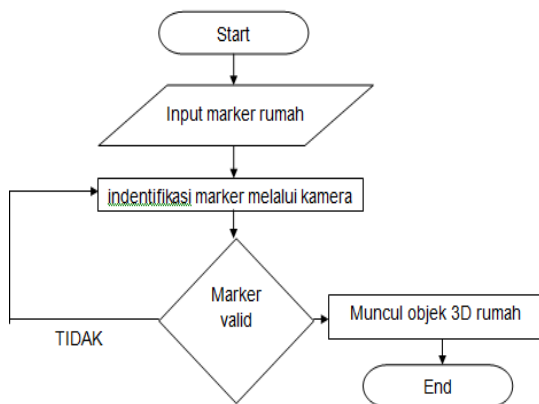 Start
Input marker rumah
indentifikasi marker melalui kamera
Marker
valid
TIDAK
Muncul objek 3D rumah
End